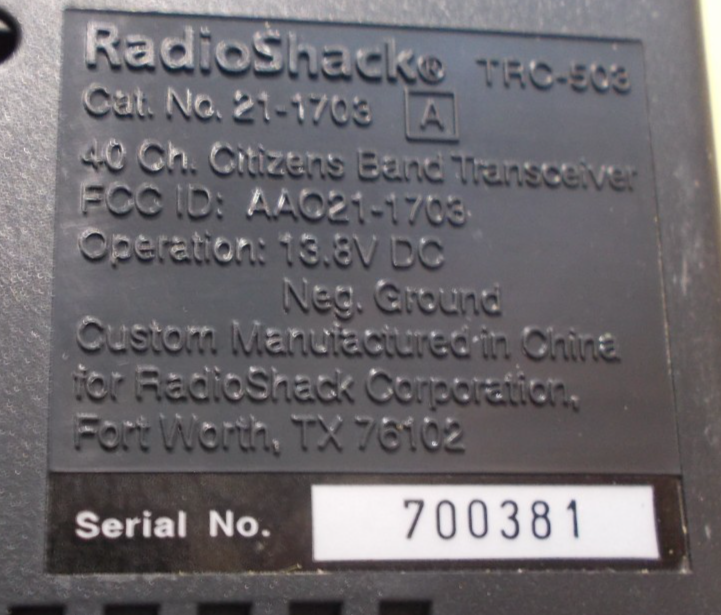 RadioShack® TRC-503
Cat. No. 21-1703 A
40 Ch. Citizens Band Transceiver
FCC ID: AAO21-1703
Operation: 13.8V DC
Neg. Ground
Custom Manufactured in China
for RadioShack Corporation,
Fort Worth, TX 76102
Serial No. 700381